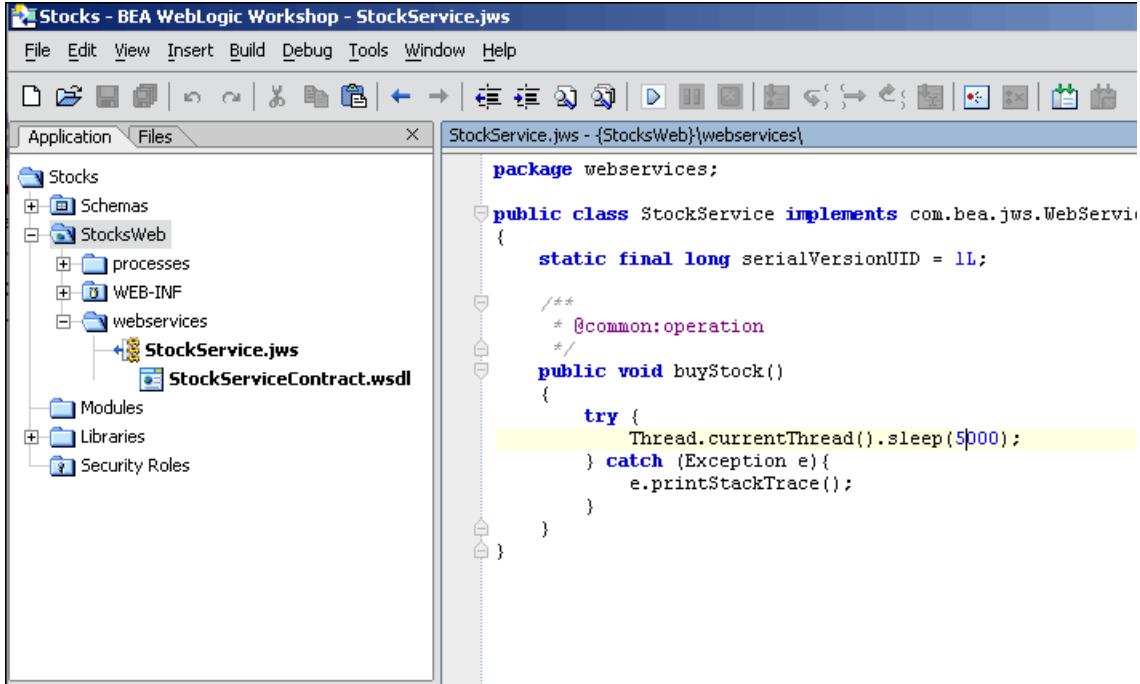 Stocks - BEA WebLogic Workshop - StockService.jws
File Edit View Insert Build Debug Tools Window Help
Application Files
Stocks
Schemas
StocksWeb
processes
WEB-INF
webservices
StockService.jws
StockServiceContract.wsdl
Modules
Libraries
Security Roles
StockService.jws - {StocksWeb}\webservices\
package webservices;
public class StockService implements com.bea.jws.WebServic
{
static final long serialVersionUID = 1L;
/**
* @common:operation
*/
public void buyStock()
{
try {
Thread.currentThread().sleep(5000);
} catch (Exception e){
e.printStackTrace();
}
}
}